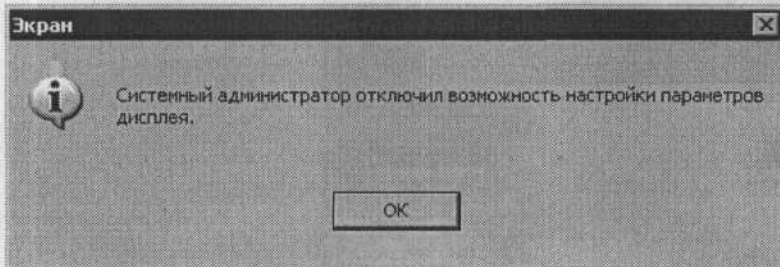 Экран
Системный администратор отключил возможность настройки параметров
дисплея.
OK